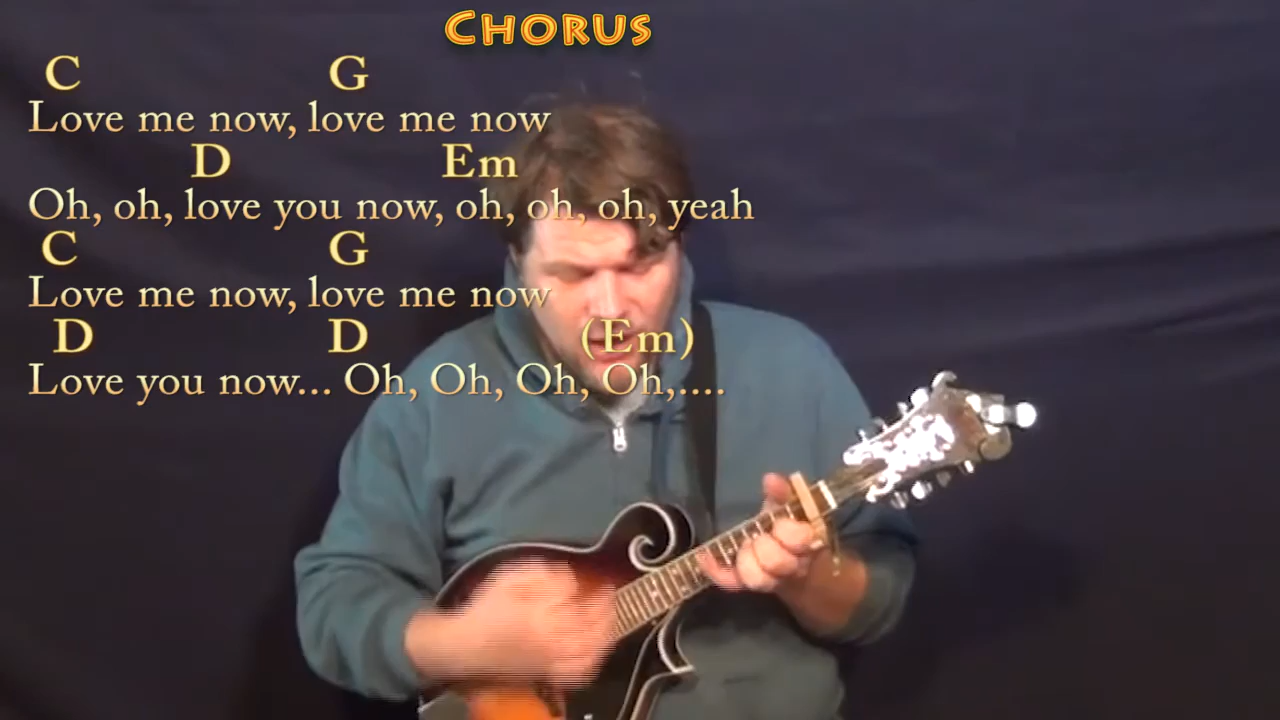 CHORUS
C G
Love me now, love me now
D Em
Oh, oh, love you now, oh, oh, oh, yeah
C G
Love me now, love me now
D D (Em)
Love you now... Oh, Oh, Oh, Oh,....